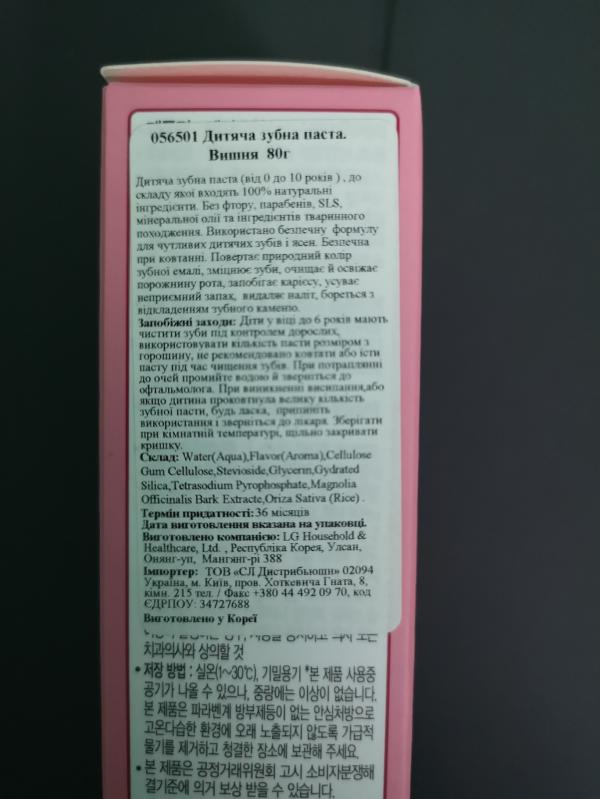 056501 Дитяча зубна паста.
Вишня 80г
Дитяча зубна паста (від 0 до 10 років ) , до
складу якої входять 100% натуральні
інгредієнти. Без фтору, парабенів, SLS,
мінеральної олії та інгредієнтів тваринного
походження. Використано безпечну формулу
для чутливих дитячих зубів і ясен. Безпечна
при ковтанні. Повертає природний колір
зубної емалі, зміцнює зуби, очищає й освіжає
порожнину рота, запобігає карієсу, усуває
неприємний запах, видаляє наліт, бореться з
відкладенням зубного каменю.
Запобіжні заходи: Діти у віці до 6 років мають
чистити зуби під контролем дорослих,
використовувати кількість пасти розміром з
горошину, не рекомендовано ковтати або їсти
пасту під час чищення зубів. При потраплянні
до очей промийте водою й зверніться до
офтальмолога. При виникненні висипання,або
якщо дитина проковтнула велику кількість
зубної пасти, будь ласка, припиніть
використання і зверніться до лікаря. Зберігати
при кімнатній температурі, щільно закривати
кришку.
Склад: Water(Aqua),Flavor(Aroma),Cellulose
Gum Cellulose,Stevioside,Glycerin,Gydrated
Silica,Tetrasodium Pyrophosphate,Magnolia
Officinalis Bark Extracte,Oriza Sativa (Rice) .
Термін придатності: 36 місяців
Дата виготовлення вказана на упаковці.
Виготовлено компанією: LG Household &
Healthcare, Ltd. , Республіка Корея, Улсан,
Онянг-уп, Мангянг-рі 388
Імпортер: ТОВ «СЛ Дистрибьюшн» 02094
Україна, м. Київ, пров. Хоткевича Гната, 8,
кімн. 215 тел. / Факс +380 44 492 09 70, код
ЄДРПОУ: 34727688
Виготовлено у Кореї
치과의사와 상의할 것
• 저장 방법 : 실온(1~30℃), 기밀용기 *본 제품 사용중
공기가 나올 수 있으나, 중량에는 이상이 없습니다.
본 제품은 파라벤계 방부제등이 없는 안심처방으로
고온다습한 환경에 오래 노출되지 않도록 가급적
물기를 제거하고 청결한 장소에 보관해 주세요.
• 본 제품은 공정거래위원회 고시 소비자분쟁해
결기준에 의거 보상 받을 수 있습니다.